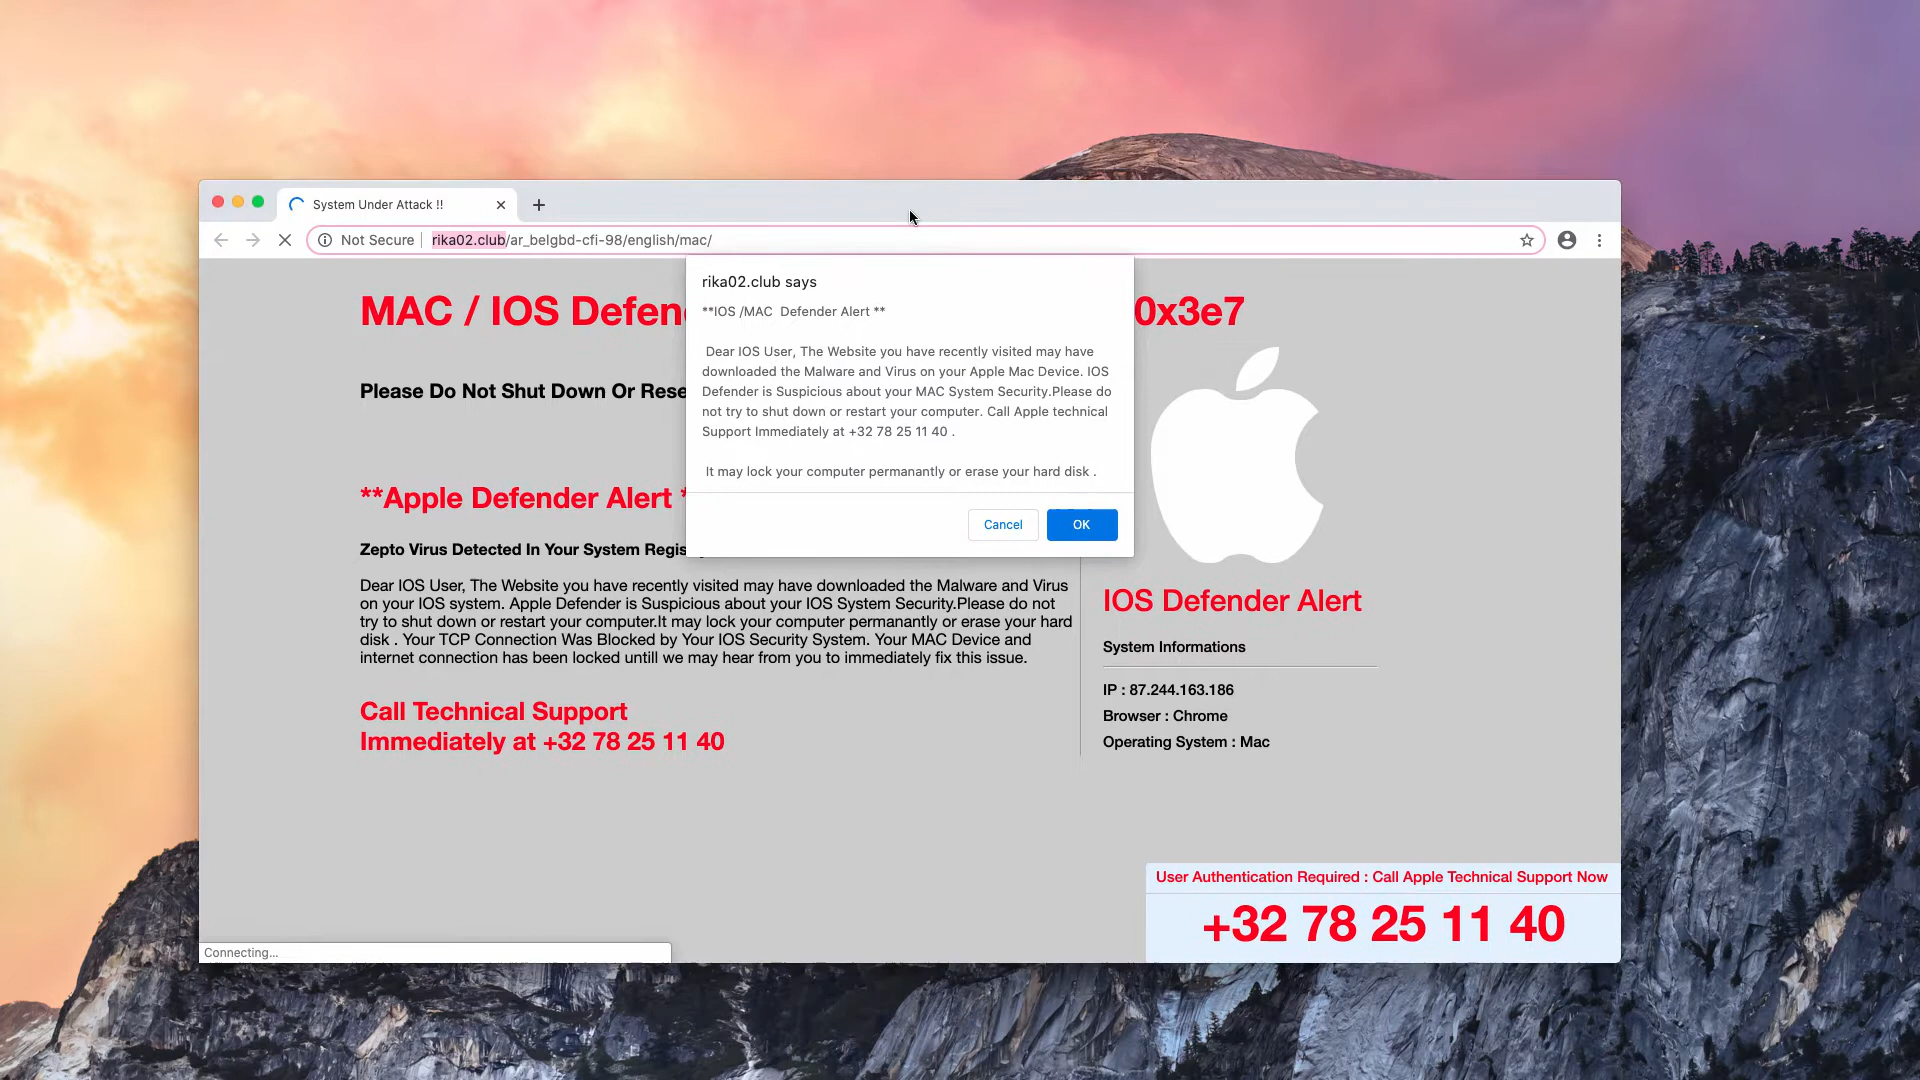 System Under Attack !!
Not Secure
rika02.club/ar_belgbd-cfi-98/english/mac/
MAC / IOS Defen
0x3e7
Please Do Not Shut Down Or Rese
rika02.club says
**IOS /MAC  Defender Alert **
Dear IOS User, The Website you have recently visited may have
downloaded the Malware and Virus on your Apple Mac Device. IOS
Defender is Suspicious about your MAC System Security.Please do
not try to shut down or restart your computer. Call Apple technical
Support Immediately at +32 78 25 11 40 .
It may lock your computer permanantly or erase your hard disk .
Cancel
OK
**Apple Defender Alert
Zepto Virus Detected In Your System Regis
Dear IOS User, The Website you have recently visited may have downloaded the Malware and Virus
on your IOS system. Apple Defender is Suspicious about your IOS System Security.Please do not
try to shut down or restart your computer.It may lock your computer permanantly or erase your hard
disk . Your TCP Connection Was Blocked by Your IOS Security System. Your MAC Device and
internet connection has been locked untill we may hear from you to immediately fix this issue.
Call Technical Support
Immediately at +32 78 25 11 40
IOS Defender Alert
System Informations
IP : 87.244.163.186
Browser : Chrome
Operating System : Mac
User Authentication Required : Call Apple Technical Support Now
+32 78 25 11 40
Connecting...